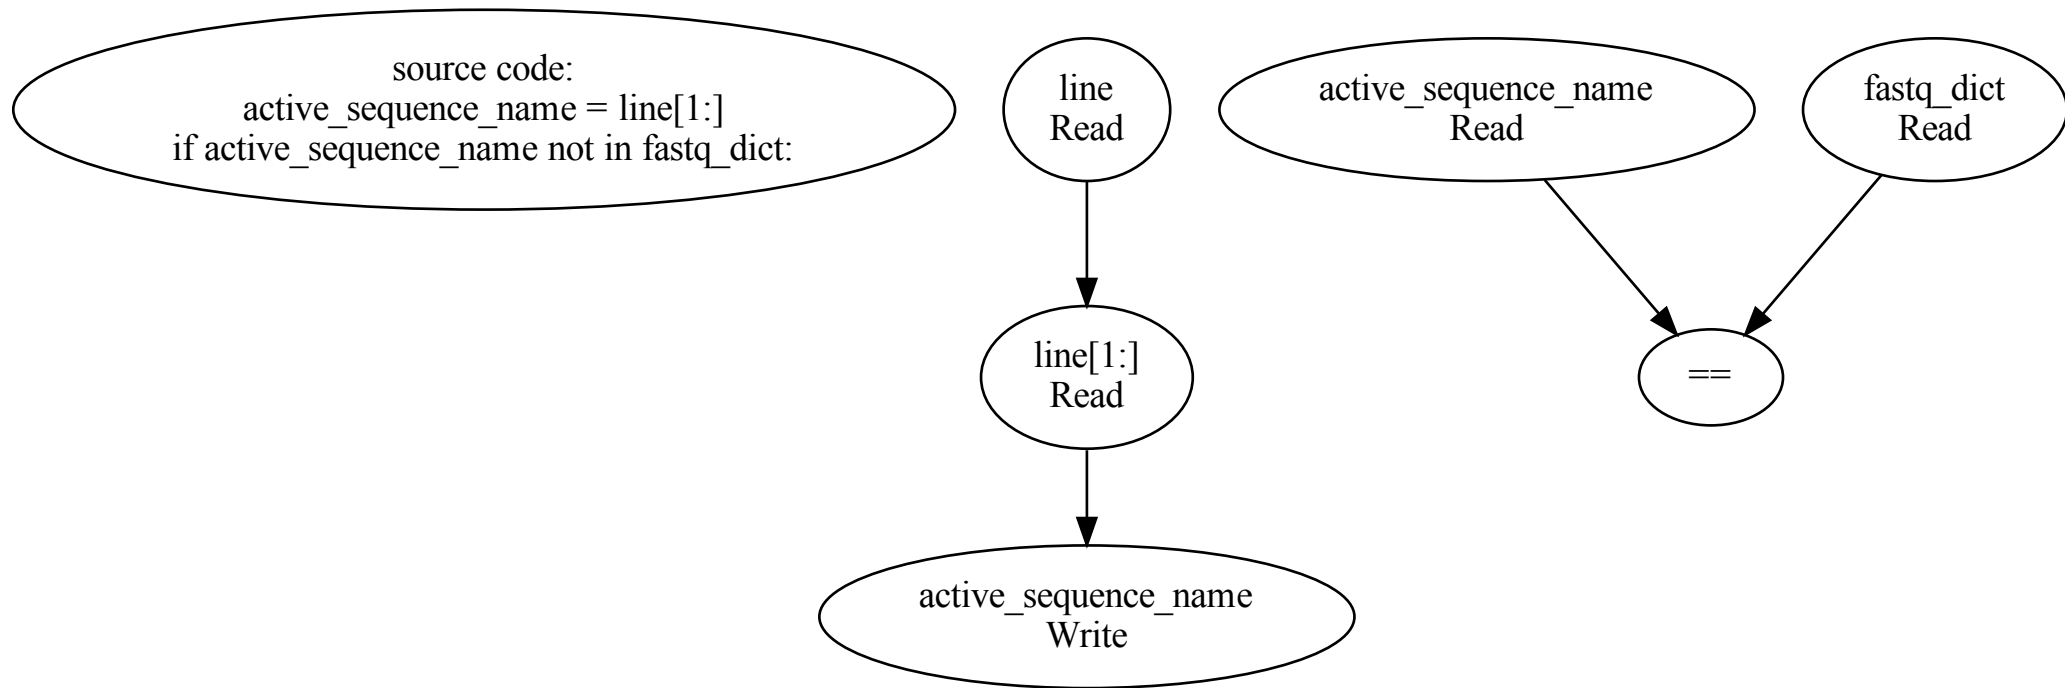 source code:
active_sequence_name = line[1:]
if active_sequence_name not in fastq_dict:
line
Read
active_sequence_name
Read
fastq_dict
Read
line[1:]
Read
==
active_sequence_name
Write